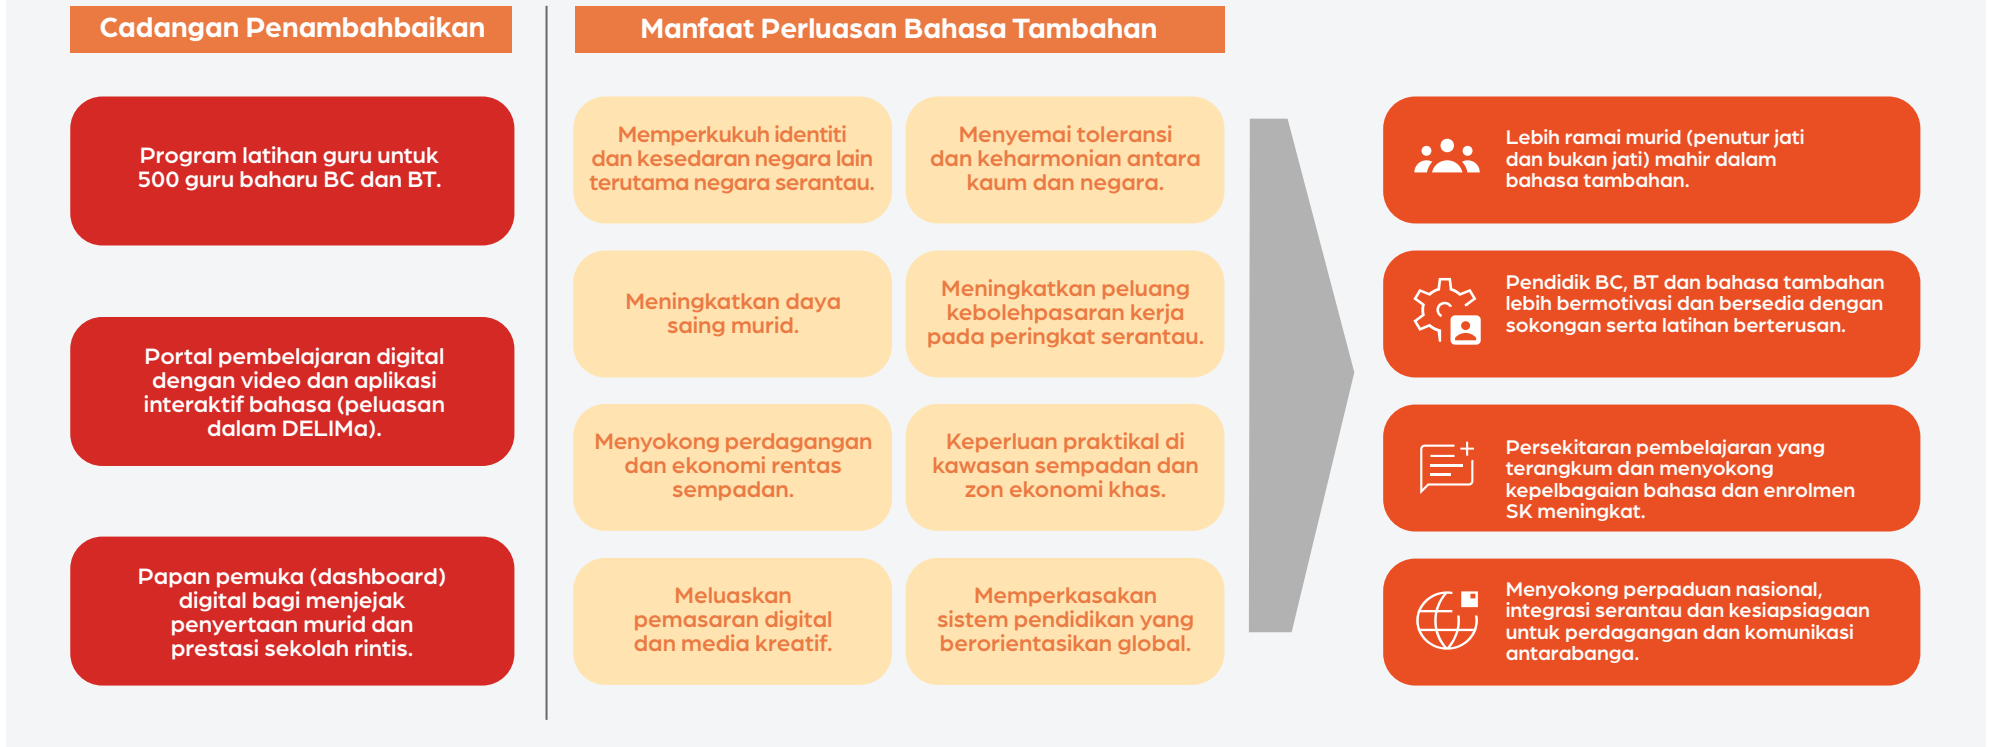 Cadangan Penambahbaikan
Program latihan guru untuk
500 guru baharu BC dan BT.
Portal pembelajaran digital
dengan video dan aplikasi
interaktif bahasa (peluasan
dalam DELIMa).
Papan pemuka (dashboard)
digital bagi menjejak
penyertaan murid dan
prestasi sekolah rintis.
Manfaat Perluasan Bahasa Tambahan
Memperkukuh identiti
dan kesedaran negara lain
terutama negara serantau.
Menyemai toleransi
dan keharmonian antara
kaum dan negara.
Meningkatkan daya
saing murid.
Meningkatkan peluang
kebolehpasaran kerja
pada peringkat serantau.
Menyokong perdagangan
dan ekonomi rentas
sempadan.
Keperluan praktikal di
kawasan sempadan dan
zon ekonomi khas.
Meluaskan
pemasaran digital
dan media kreatif.
Memperkasakan
sistem pendidikan yang
berorientasikan global.
Lebih ramai murid (penutur jati
dan bukan jati) mahir dalam
bahasa tambahan.
Pendidik BC, BT dan bahasa tambahan
lebih bermotivasi dan bersedia dengan
sokongan serta latihan berterusan.
Persekitaran pembelajaran yang
terangkum dan menyokong
kepelbagaian bahasa dan enrolmen
SK meningkat.
Menyokong perpaduan nasional,
integrasi serantau dan kesiapsiagaan
untuk perdagangan dan komunikasi
antarabanga.